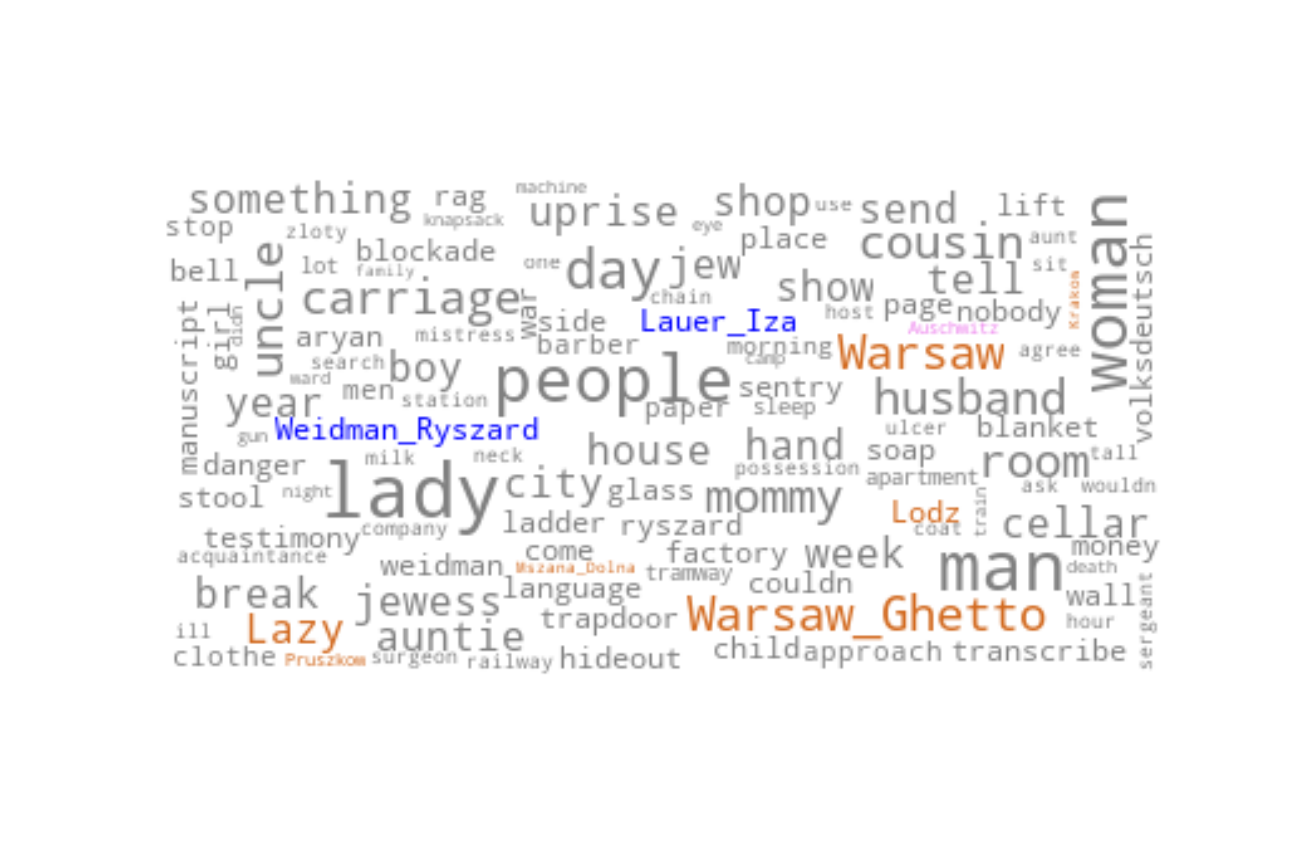 something rag machine shop use send . lift woman
stop zloty knapsack uprise eye place cousin aunt
bell lot family . blockade one day jew tell sit volksdeutsch
uncle carriage war chain show host page nobody Krakow
manuscript girl didn aryan mistress side Lauer_Iza Auschwitz
search boy barber morning camp Warsaw agree
ward men station people sentry husband
year gun Weidman_Ryszard paper sleep ulcer blanket
danger milk neck house hand soap room tall
stool night lady city glass possession apartment ask wouldn
mommy Lodz coat train
testimony company ladder ryszard cellar
acquaintance come factory week man money
weidman Mszana_Dolna tramway couldn death
break jewess language wall sergeant
ill Lazy auntie trapdoor Warsaw_Ghetto hour
clothe Pruszkow surgeon railway hideout child approach transcribe